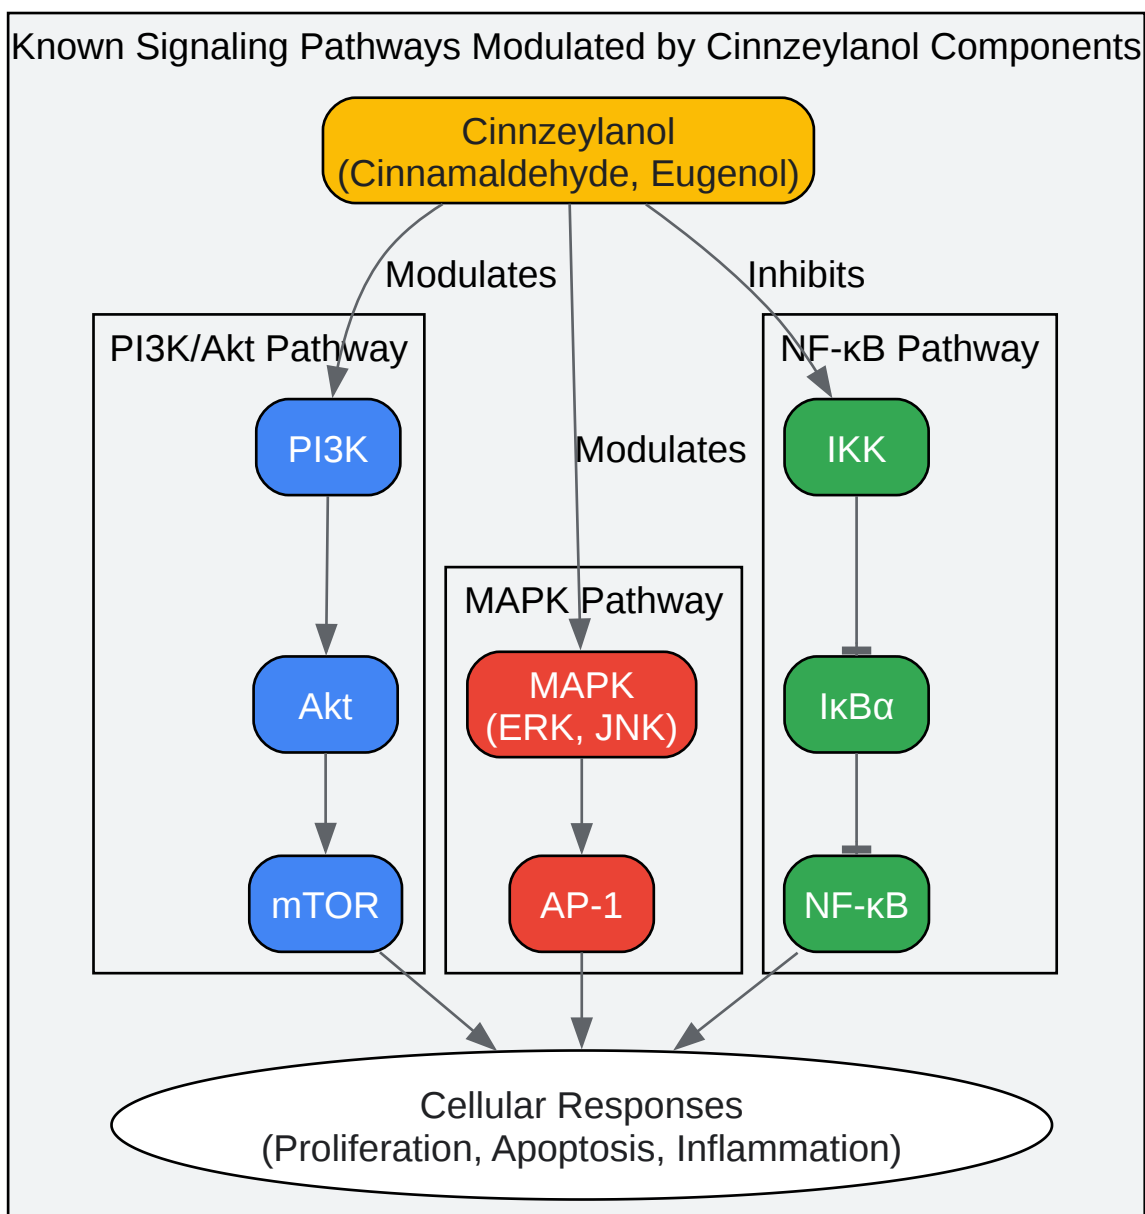 Known Signaling Pathways Modulated by Cinnzeylanol Components
Cinnzeylanol
(Cinnamaldehyde, Eugenol)
Modulates
Inhibits
PI3K/Akt Pathway
NF-κB Pathway
PI3K
Modulates
IKK
MAPK Pathway
Akt
MAPK
(ERK, JNK)
IκBα
mTOR
AP-1
NF-κB
Cellular Responses
(Proliferation, Apoptosis, Inflammation)